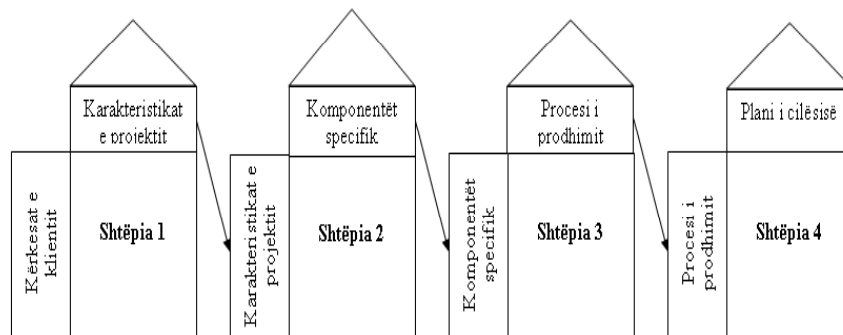 Karakteristikat
e projektit
Kërkesat e
klientit
Shtëpia 1
Komponentët
specifik
Karakteristikat e
projektit
Shtëpia 2
Procesi i
prodhimit
Komponentët
specifik
Shtëpia 3
Plani i cilësisë
Procesi i
prodhimit
Shtëpia 4